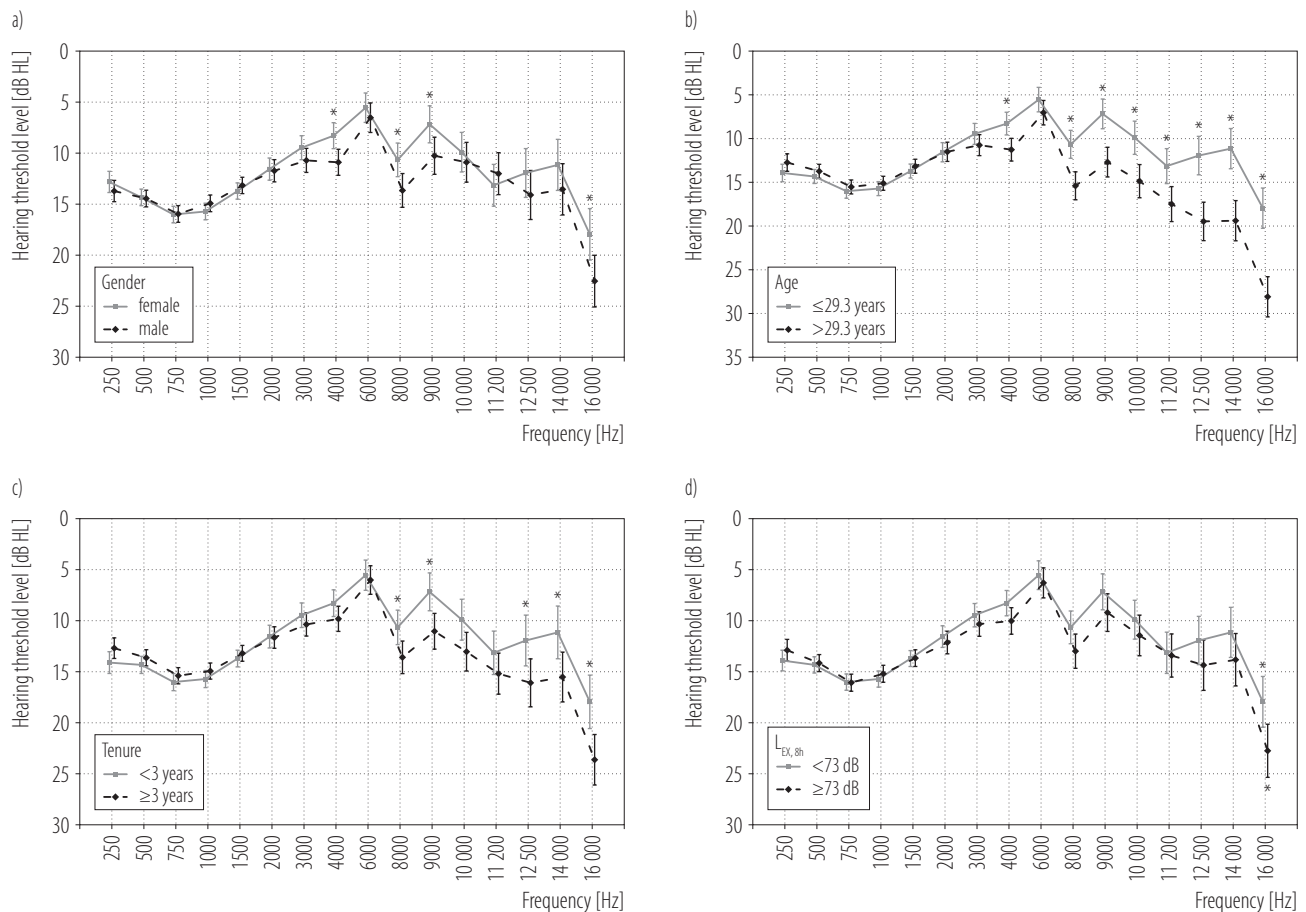 a)
Hearing threshold level [dB HL]
0
5
10
15
20
25
30
* * * *
Gender
female
male
250 500 750 1000 1500 2000 3000 4000 6000 8000 9000 10 000 11 200 12 500 14 000 16 000
Frequency [Hz]
b)
Hearing threshold level [dB HL]
0
5
10
15
20
25
30
35
* * * * * * * *
Age
≤29.3 years
>29.3 years
250 500 750 1000 1500 2000 3000 4000 6000 8000 9000 10 000 11 200 12 500 14 000 16 000
Frequency [Hz]
c)
Hearing threshold level [dB HL]
0
5
10
15
20
25
30
* * * * *
Tenure
<3 years
≥3 years
250 500 750 1000 1500 2000 3000 4000 6000 8000 9000 10 000 11 200 12 500 14 000 16 000
Frequency [Hz]
d)
Hearing threshold level [dB HL]
0
5
10
15
20
25
30
* *
LEX, 8h
<73 dB
≥73 dB
250 500 750 1000 1500 2000 3000 4000 6000 8000 9000 10 000 11 200 12 500 14 000 16 000
Frequency [Hz]